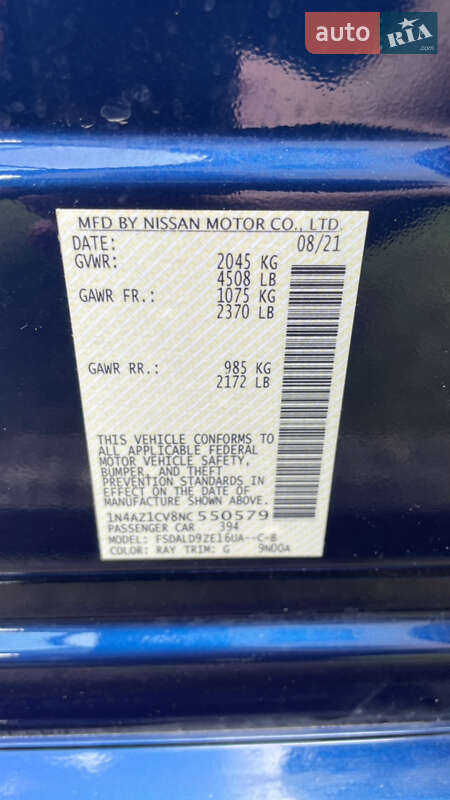 auto RIA
.com
MFD BY NISSAN MOTOR CO., LTD.
DATE: 08/21
GVWR: 2045 KG
4508 LB
GAWR FR.: 1075 KG
2370 LB
GAWR RR.: 985 KG
2172 LB
THIS VEHICLE CONFORMS TO
ALL APPLICABLE FEDERAL
MOTOR VEHICLE SAFETY,
BUMPER, AND THEFT
PREVENTION STANDARDS IN
EFFECT ON THE DATE OF
MANUFACTURE SHOWN ABOVE.
1N4AZ1CV8NC550579
PASSENGER CAR 394
MODEL: FSDALD9ZE16UA--C-B
COLOR: RAY TRIM: G 9N00A